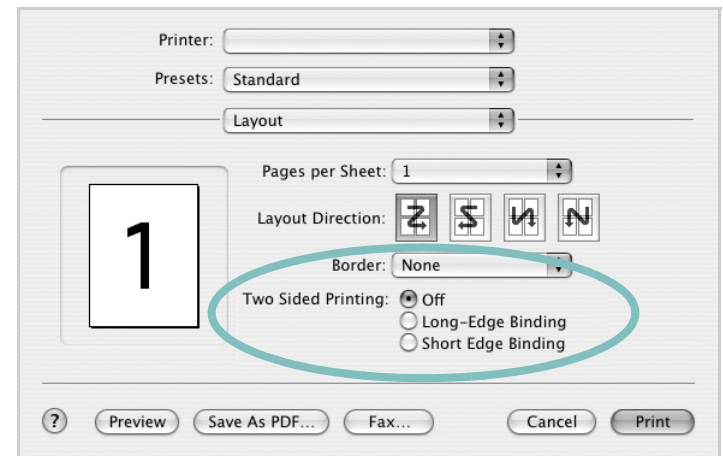 Printer:
Presets: Standard
Layout
Pages per Sheet: 1
Layout Direction:
1
Border: None
Two Sided Printing: Off
Long-Edge Binding
Short Edge Binding
? Preview Save As PDF... Fax... Cancel Print